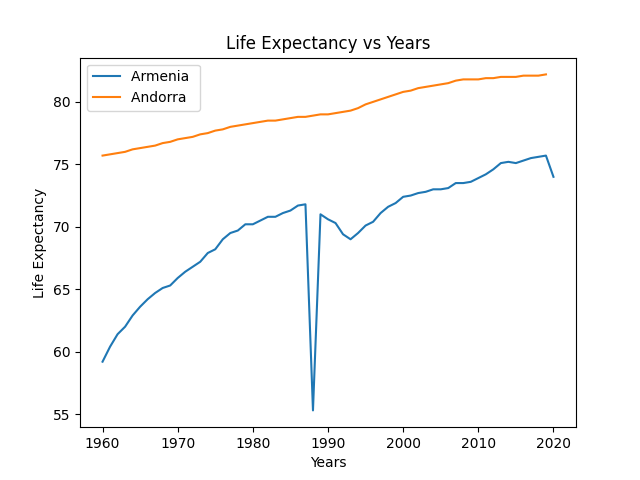 Life Expectancy vs Years
Armenia
Andorra
80
75
70
65
60
55
Life Expectancy
1960 1970 1980 1990 2000 2010 2020
Years